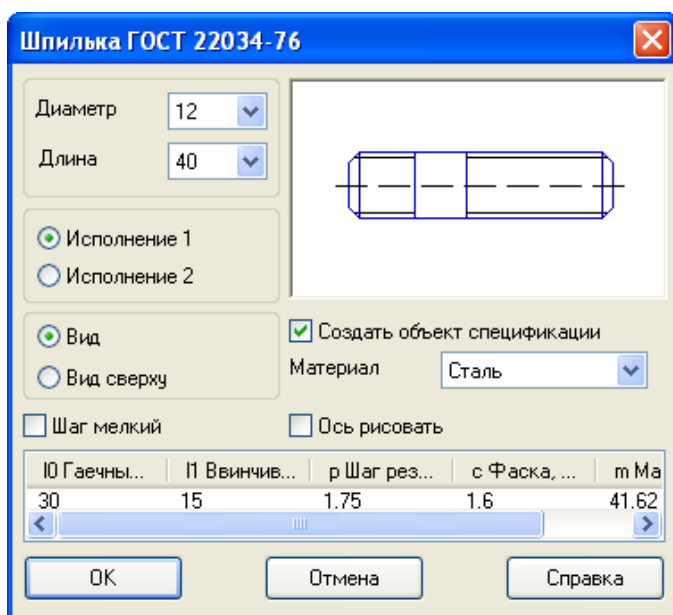 Шпилька ГОСТ 22034-76
Диаметр 12
Длина 40
Исполнение 1
Исполнение 2
Вид
Вид сверху
Создать объект спецификации
Материал Сталь
Шаг мелкий Ось рисовать
l0 Гаечны... l1 Ввинчив... p Шаг рез... с Фаска, ... m Ма
30 15 1.75 1.6 41.62
OK Отмена Справка